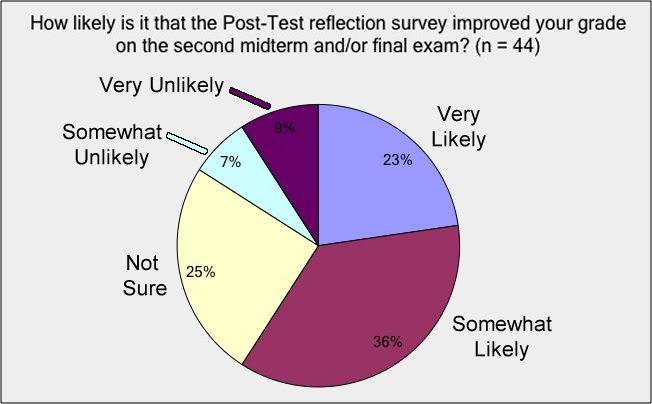 How likely is it that the Post-Test reflection survey improved your grade
on the second midterm and/or final exam? (n = 44)
Very Unlikely
Very
Likely
9%
Somewhat
Unlikely
7%
23%
Not
Sure
25%
36%
Somewhat
Likely